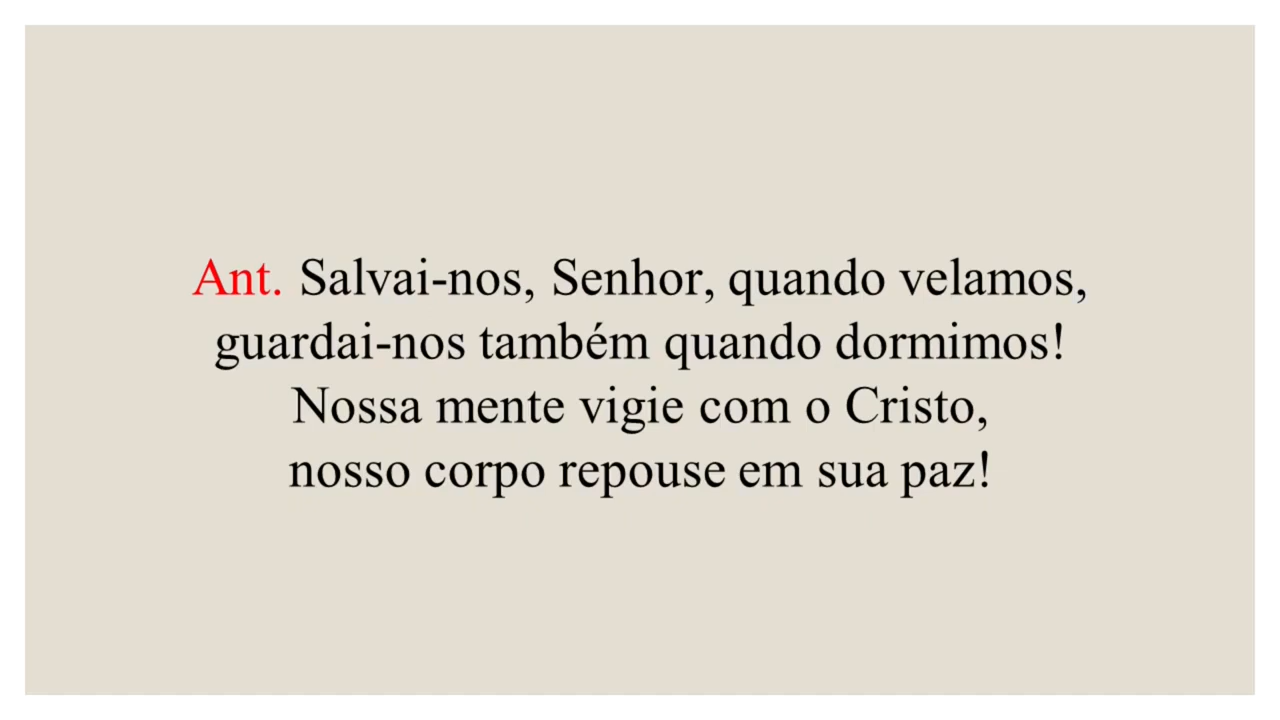 Ant. Salvai-nos, Senhor, quando velamos,
guardai-nos também quando dormimos!
Nossa mente vigie com o Cristo,
nosso corpo repouse em sua paz!